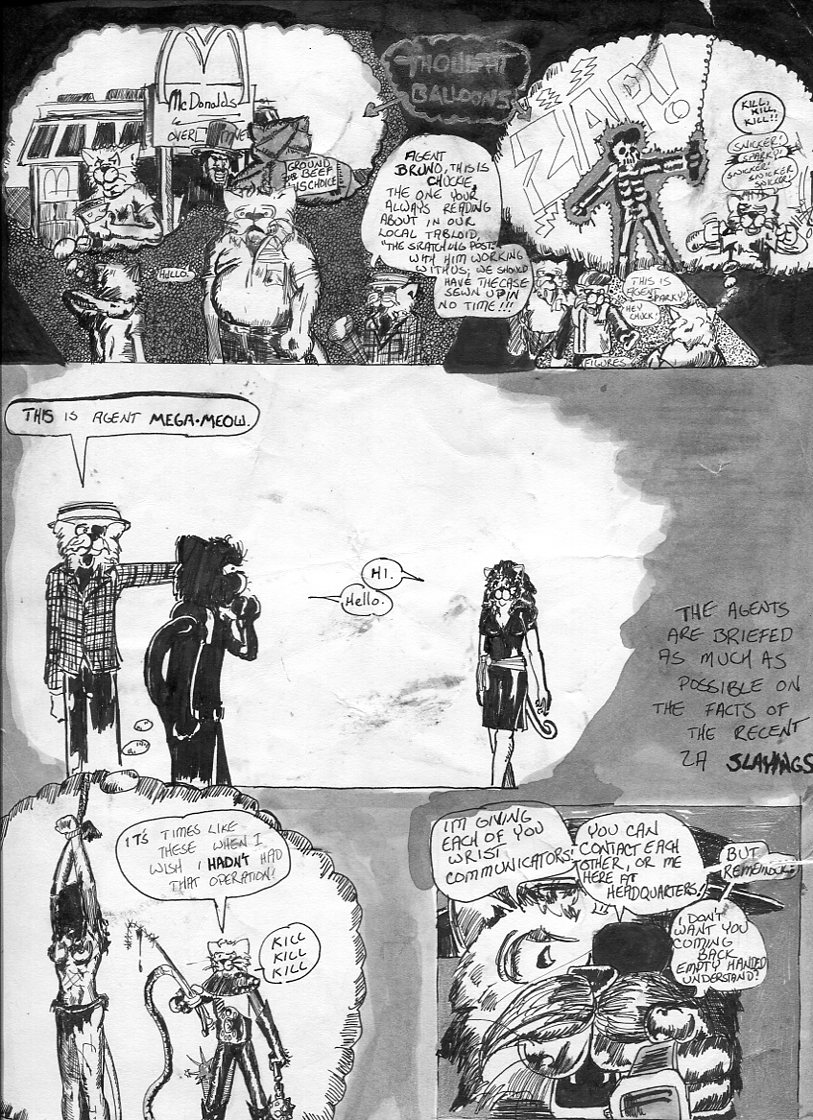 THOUGHT
BALLOONS
McDonalds
OVER
GROUND
BEEF
HIS CHOICE
HELLO.
AGENT
BRUNO, THIS IS
CHUCKE,
THE ONE YOUR
ALWAYS READING
ABOUT IN OUR
LOCAL TABLOID,
"THE SRATCHING POST."
WITH HIM WORKING
WITH US; WE SHOULD
HAVE THE CASE
SEWN UP IN
NO TIME!!!
ZAP!
KILL,
KILL,
KILL!!
SNICKER!
SPARKY!
SNICKER!
SNICKER
SNICKER!
THIS IS
AGENT
SPARKY!
HEY
CHUCK!
FIGURES.
THIS IS AGENT MEGA-MEOW.
HI.
Hello.
THE AGENTS
ARE BRIEFED
AS MUCH AS
POSSIBLE ON
THE FACTS OF
THE RECENT
LA SLAYINGS
IT'S TIMES LIKE
THESE WHEN I
WISH I HADN'T HAD
THAT OPERATION!
KILL
KILL
KILL
I'M GIVING
EACH OF YOU
WRIST
COMMUNICATORS!
YOU CAN
CONTACT EACH
OTHER, OR ME
HERE AT
HEADQUARTERS!
BUT
REMEMBER!
I DON'T
WANT YOU
COMING
BACK
EMPTY HANDED
UNDERSTAND!